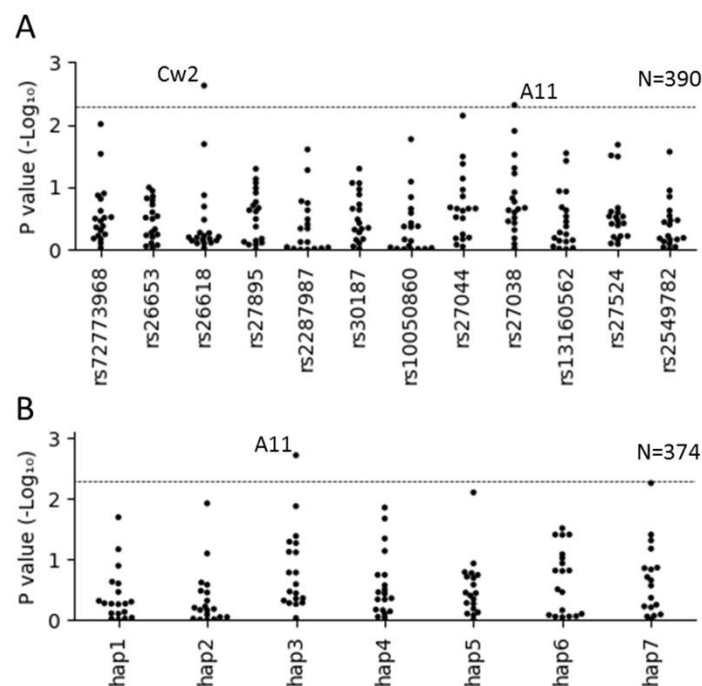 A
P value (-Log₁₀)
3
2
1
0
Cw2
A11
N=390
rs72773968
rs26653
rs26618
rs27895
rs2287987
rs30187
rs10050860
rs27044
rs27038
rs13160562
rs27524
rs2549782
B
P value (-Log₁₀)
3
2
1
0
A11
N=374
hap1
hap2
hap3
hap4
hap5
hap6
hap7